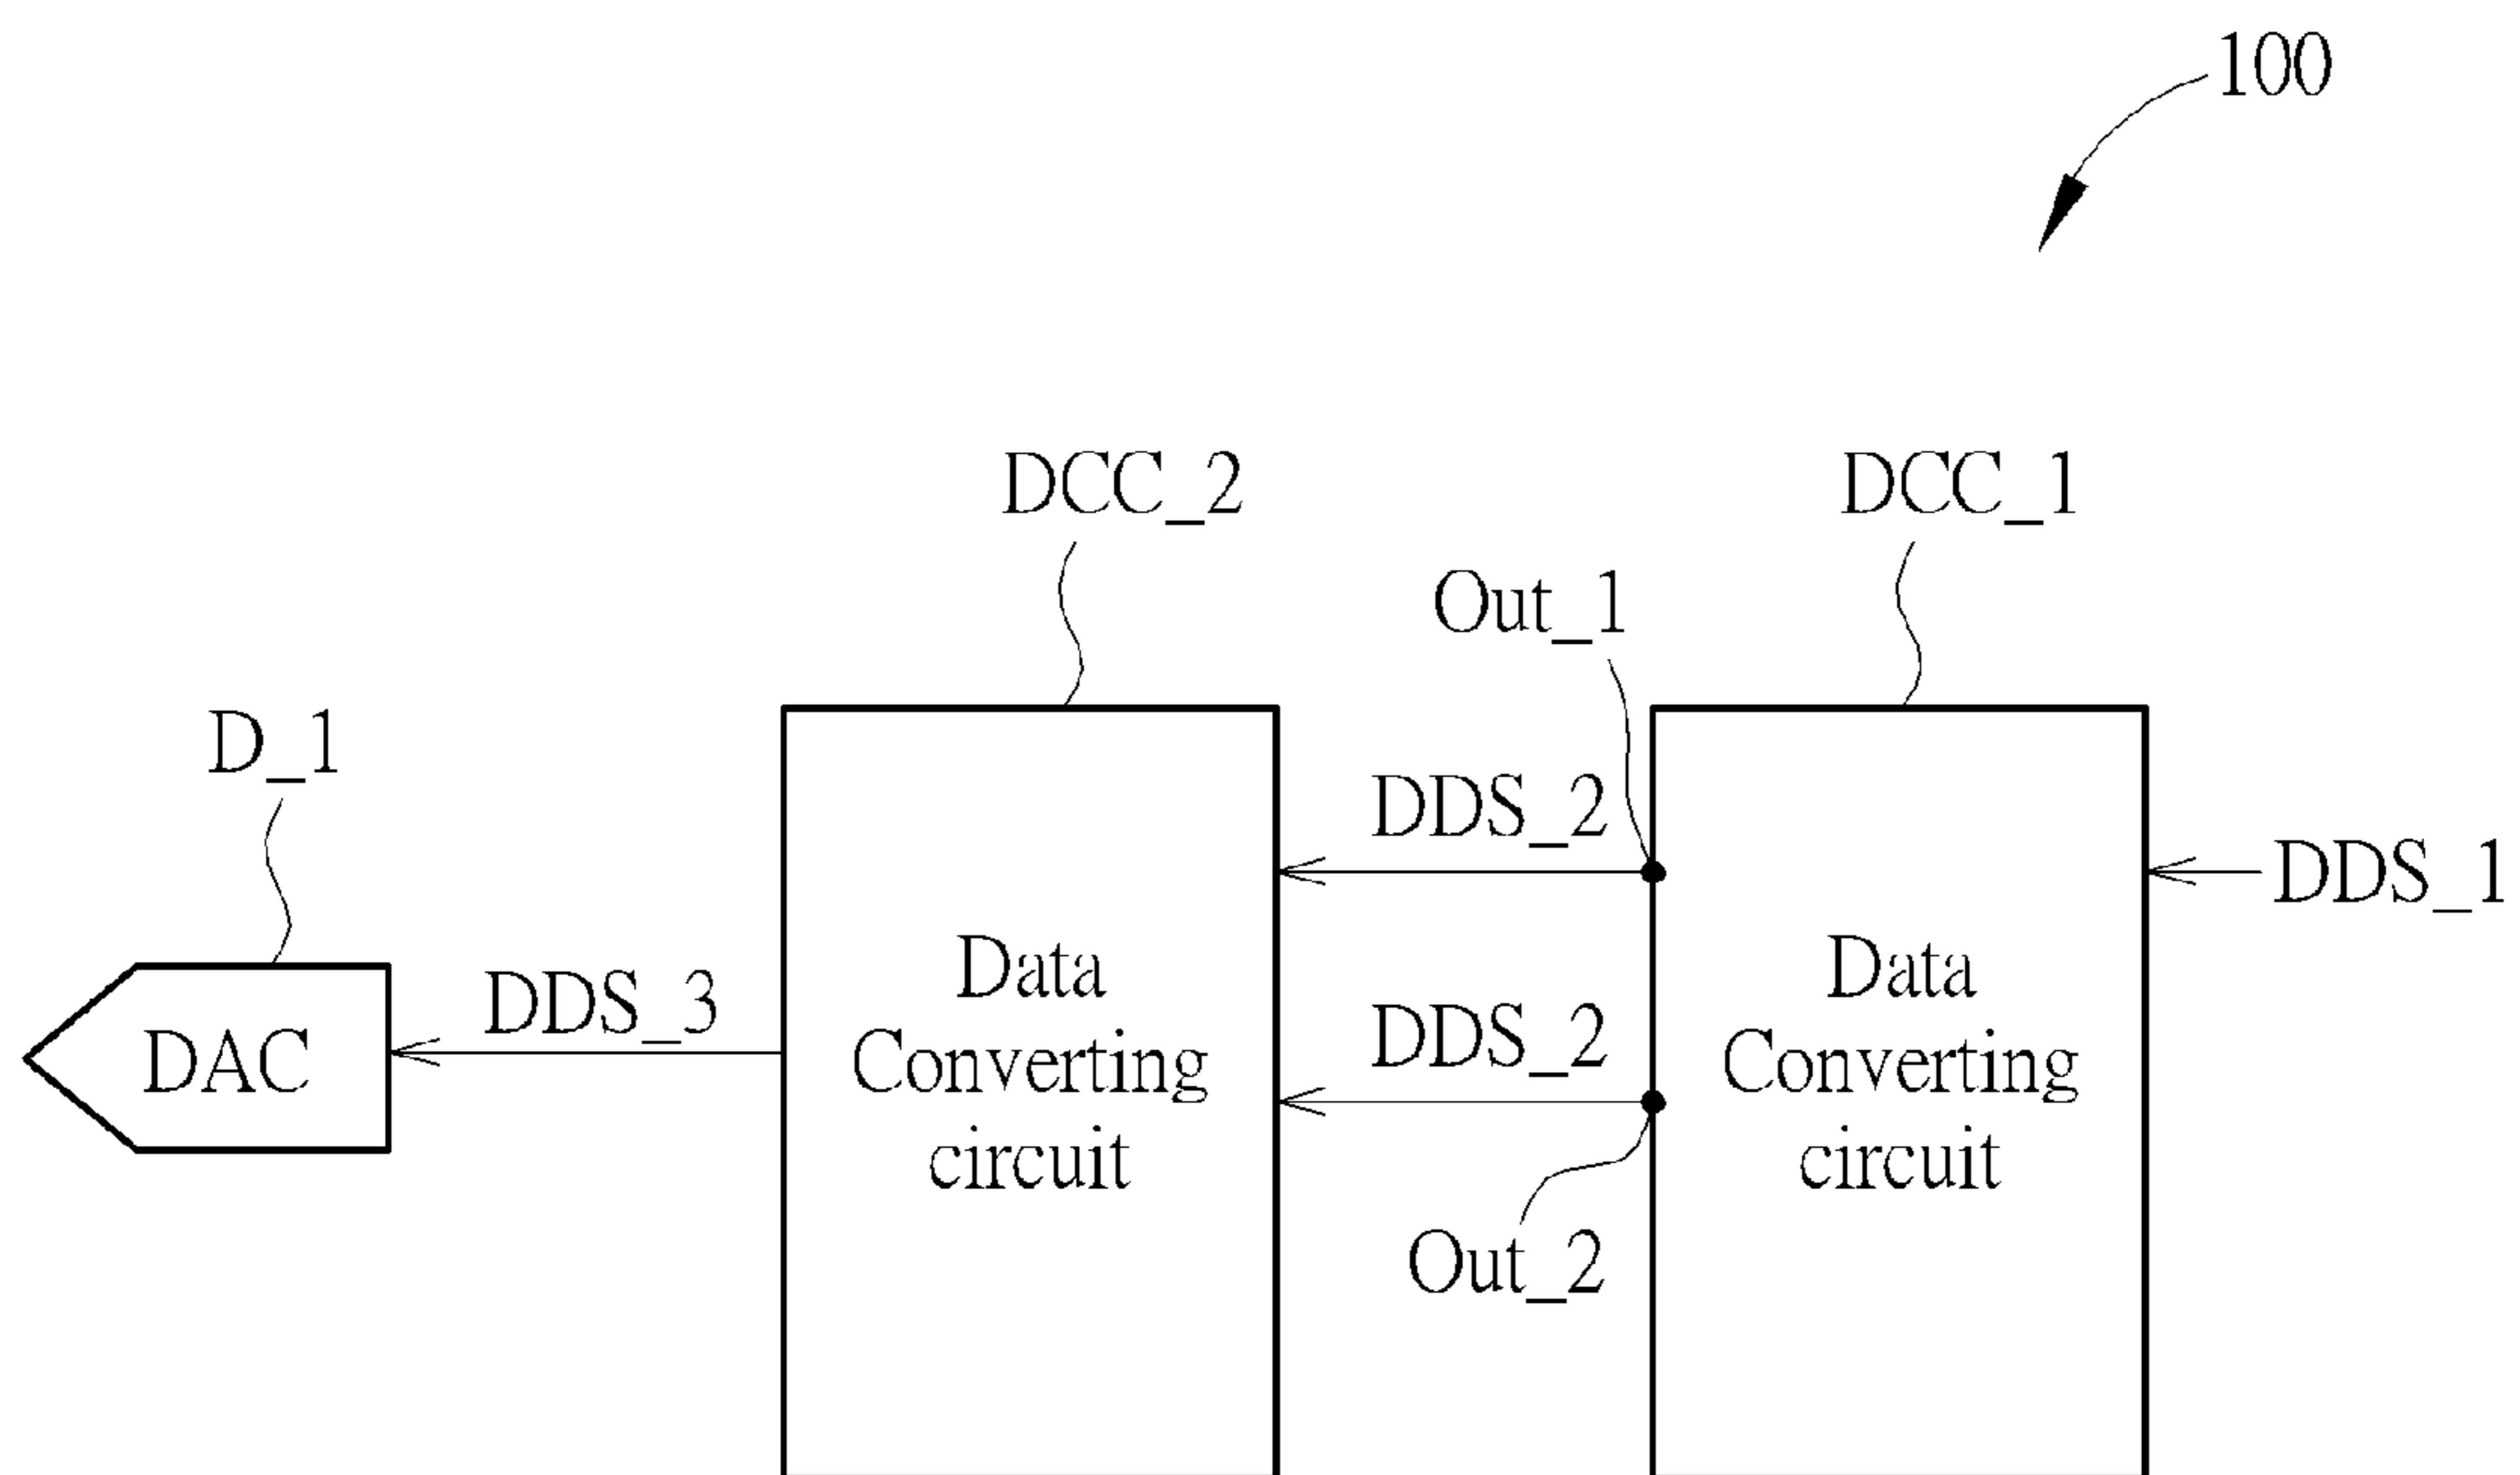 100
DCC_2
DCC_1
Out_1
D_1
DDS_2
DDS_1
DDS_3
DAC
Data
Converting
circuit
DDS_2
Data
Converting
circuit
Out_2